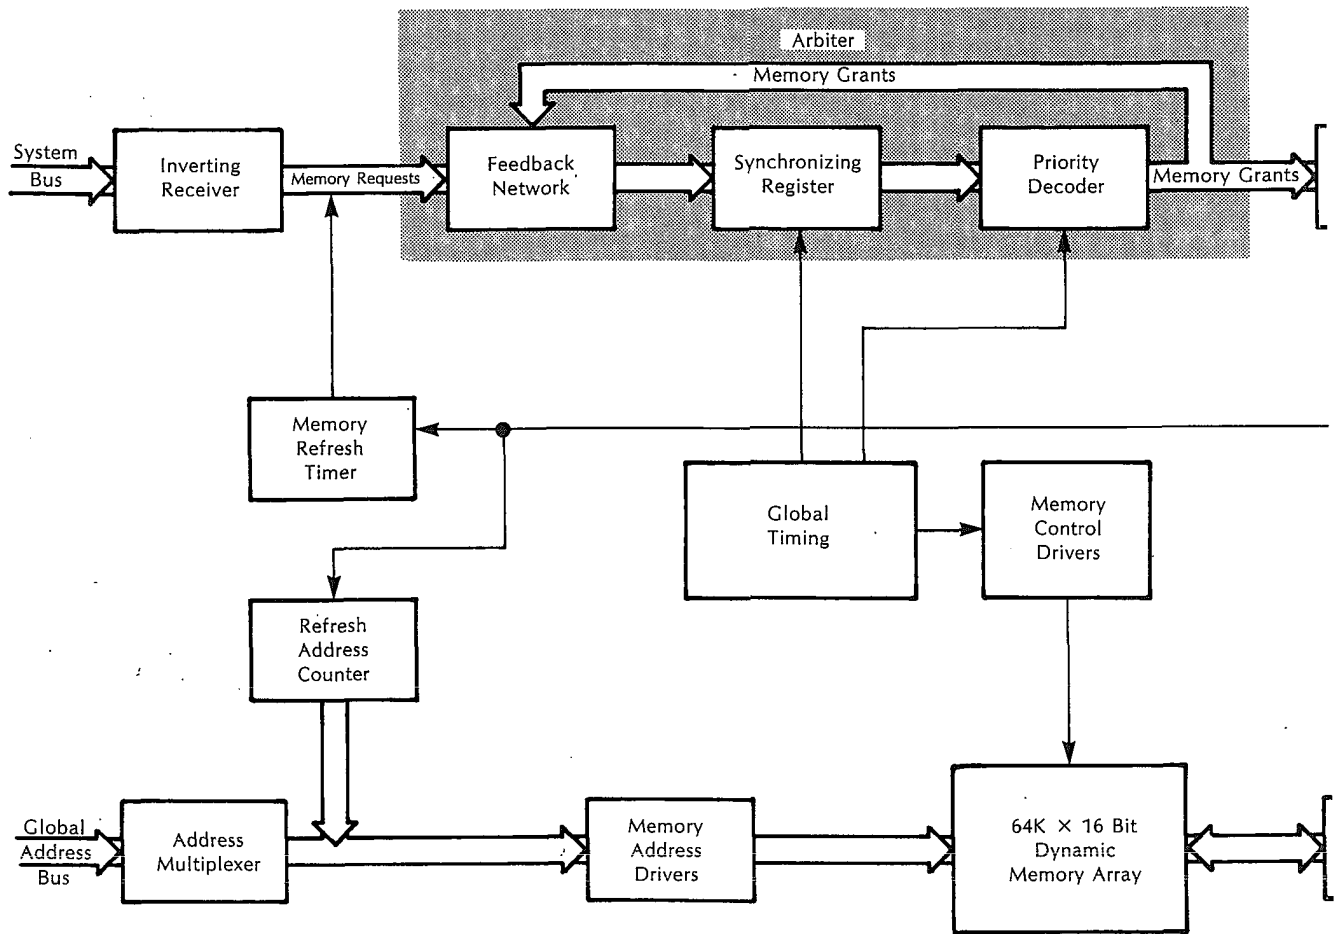 Arbiter
Memory Grants
System
Bus
Inverting
Receiver
Memory Requests
Feedback
Network
Synchronizing
Register
Priority
Decoder
Memory Grants
Memory
Refresh
Timer
Global
Timing
Memory
Control
Drivers
Refresh
Address
Counter
Global
Address
Bus
Address
Multiplexer
Memory
Address
Drivers
64K × 16 Bit
Dynamic
Memory Array